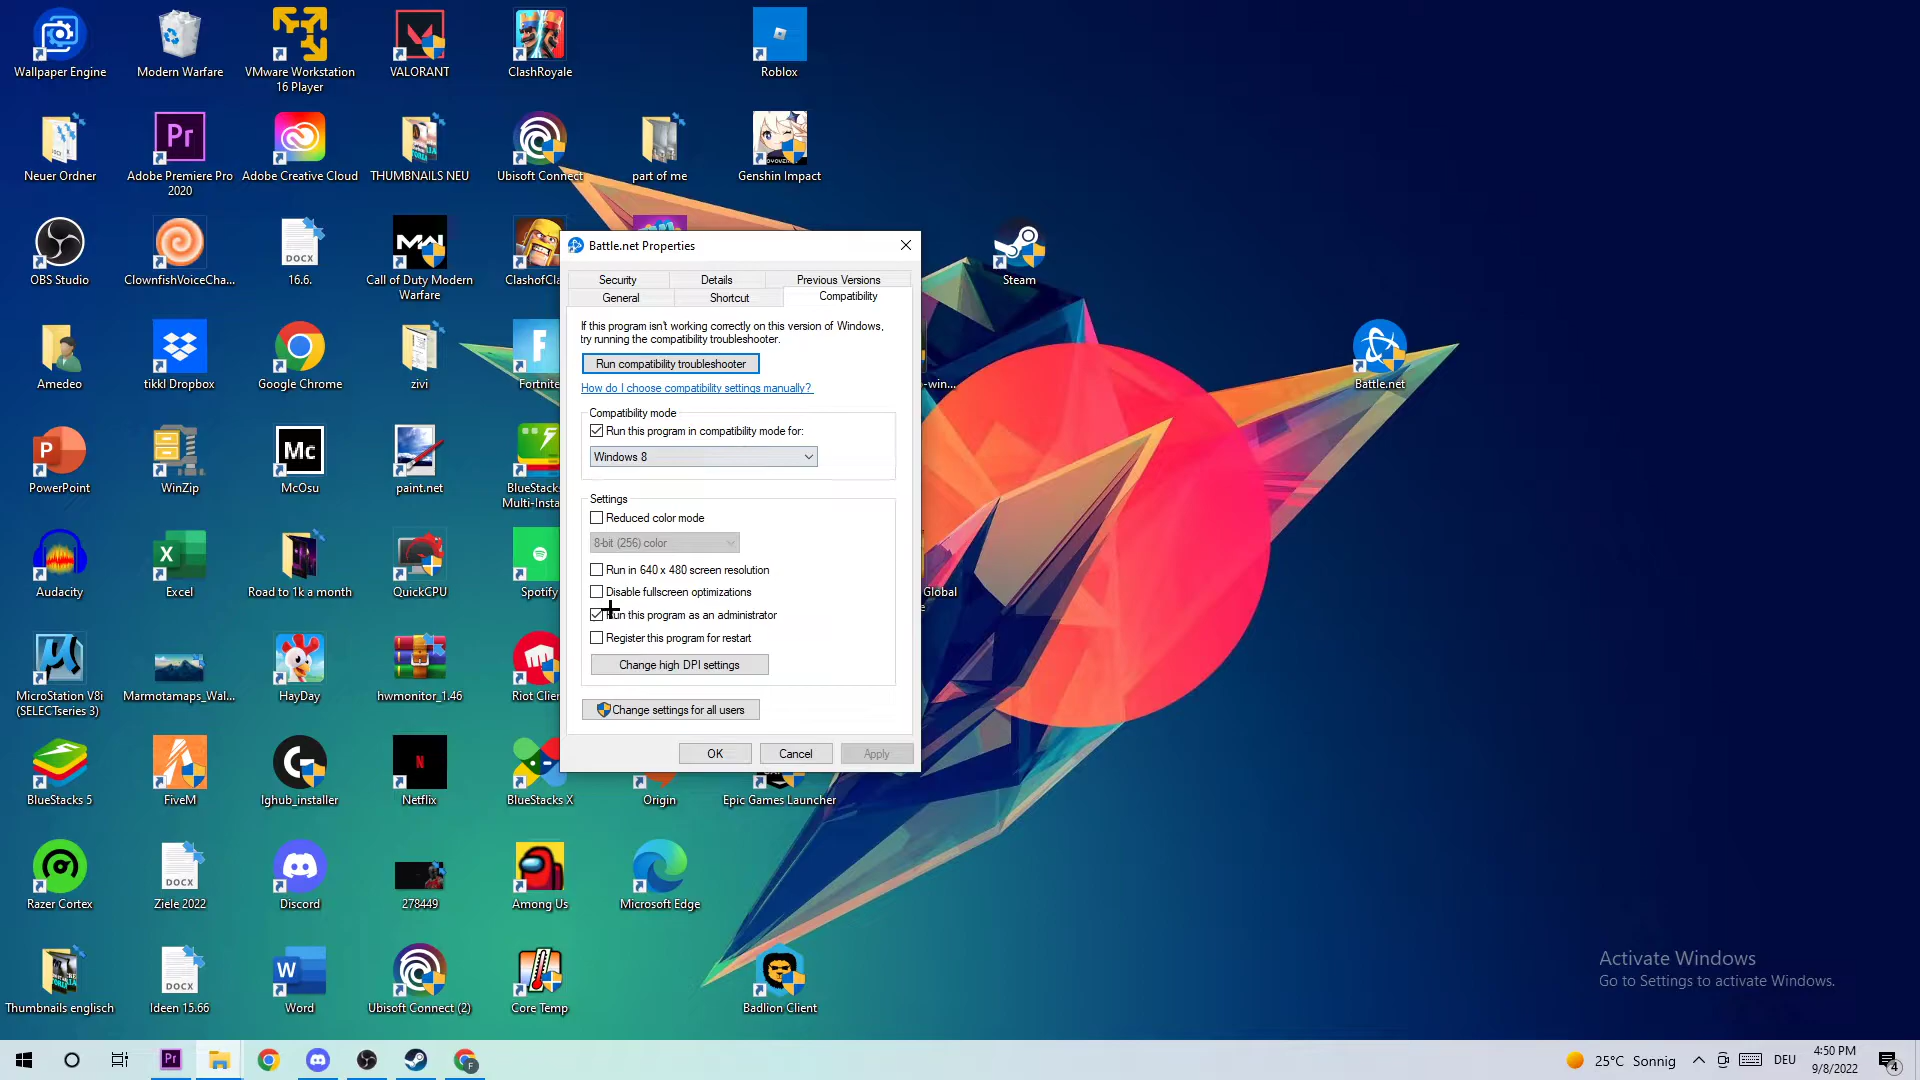 Wallpaper Engine
Modern Warfare
VMware Workstation
16 Player
VALORANT
ClashRoyale
Roblox
Neuer Ordner
Adobe Premiere Pro
2020
Adobe Creative Cloud
THUMBNAILS NEU
Ubisoft Connect
part of me
Genshin Impact
OBS Studio
ClownfishVoiceCha...
16.6.
Call of Duty Modern
Warfare
ClashofCla
Steam
Amedeo
tikkl Dropbox
Google Chrome
zivi
Fortnite
-win...
Battle.net
PowerPoint
WinZip
McOsu
paint.net
BlueStacks
Multi-Insta
Audacity
Excel
Road to 1k a month
QuickCPU
Spotify
Global
MicroStation V8i
(SELECTseries 3)
Marmotamaps_Wal...
HayDay
hwmonitor_1.46
Riot Clien
BlueStacks 5
FiveM
lghub_installer
Netflix
BlueStacks X
Origin
Epic Games Launcher
Razer Cortex
Ziele 2022
Discord
278449
Among Us
Microsoft Edge
Thumbnails englisch
Ideen 15.66
Word
Ubisoft Connect (2)
Core Temp
Badlion Client
Battle.net Properties
Security
Details
Previous Versions
General
Shortcut
Compatibility
If this program isn't working correctly on this version of Windows,
try running the compatibility troubleshooter.
Run compatibility troubleshooter
How do I choose compatibility settings manually?
Compatibility mode
Run this program in compatibility mode for:
Windows 8
Settings
Reduced color mode
8-bit (256) color
Run in 640 x 480 screen resolution
Disable fullscreen optimizations
Run this program as an administrator
Register this program for restart
Change high DPI settings
Change settings for all users
OK
Cancel
Apply
Activate Windows
Go to Settings to activate Windows.
25°C Sonnig
DEU
4:50 PM
9/8/2022
4